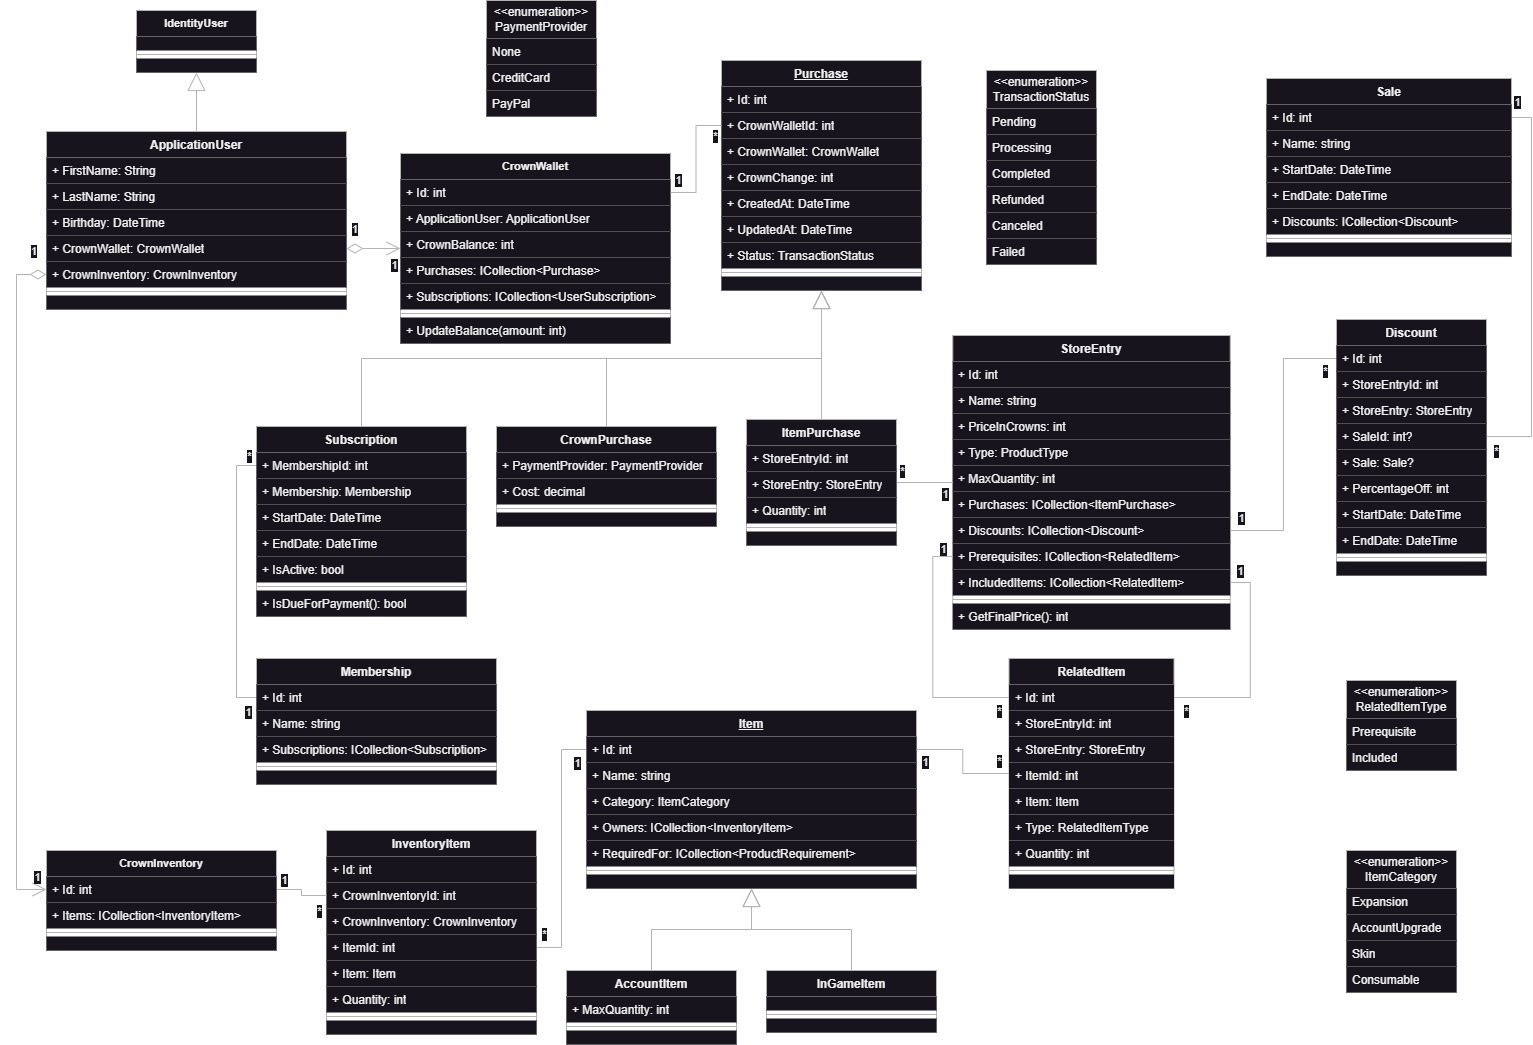 IdentityUser
<<enumeration>>
PaymentProvider
None
CreditCard
PayPal
Purchase
+ Id: int
+ CrownWalletId: int
+ CrownWallet: CrownWallet
+ CrownChange: int
+ CreatedAt: DateTime
+ UpdatedAt: DateTime
+ Status: TransactionStatus
<<enumeration>>
TransactionStatus
Pending
Processing
Completed
Refunded
Canceled
Failed
Sale
+ Id: int
+ Name: string
+ StartDate: DateTime
+ EndDate: DateTime
+ Discounts: ICollection<Discount>
1
ApplicationUser
+ FirstName: String
+ LastName: String
+ Birthday: DateTime
+ CrownWallet: CrownWallet
+ CrownInventory: CrownInventory
1
1
1
CrownWallet
+ Id: int
+ ApplicationUser: ApplicationUser
+ CrownBalance: int
+ Purchases: ICollection<Purchase>
+ Subscriptions: ICollection<UserSubscription>
+ UpdateBalance(amount: int)
1
*
StoreEntry
+ Id: int
+ Name: string
+ PriceInCrowns: int
+ Type: ProductType
+ MaxQuantity: int
+ Purchases: ICollection<ItemPurchase>
+ Discounts: ICollection<Discount>
+ Prerequisites: ICollection<RelatedItem>
+ IncludedItems: ICollection<RelatedItem>
+ GetFinalPrice(): int
1
1
1
1
Discount
+ Id: int
+ StoreEntryId: int
+ StoreEntry: StoreEntry
+ SaleId: int?
+ Sale: Sale?
+ PercentageOff: int
+ StartDate: DateTime
+ EndDate: DateTime
*
*
Subscription
+ MembershipId: int
+ Membership: Membership
+ StartDate: DateTime
+ EndDate: DateTime
+ IsActive: bool
+ IsDueForPayment(): bool
*
CrownPurchase
+ PaymentProvider: PaymentProvider
+ Cost: decimal
ItemPurchase
+ StoreEntryId: int
+ StoreEntry: StoreEntry
+ Quantity: int
*
Membership
+ Id: int
+ Name: string
+ Subscriptions: ICollection<Subscription>
1
Item
+ Id: int
+ Name: string
+ Category: ItemCategory
+ Owners: ICollection<InventoryItem>
+ RequiredFor: ICollection<ProductRequirement>
1
1
RelatedItem
+ Id: int
+ StoreEntryId: int
+ StoreEntry: StoreEntry
+ ItemId: int
+ Item: Item
+ Type: RelatedItemType
+ Quantity: int
*
*
*
<<enumeration>>
RelatedItemType
Prerequisite
Included
CrownInventory
+ Id: int
+ Items: ICollection<InventoryItem>
1
1
InventoryItem
+ Id: int
+ CrownInventoryId: int
+ CrownInventory: CrownInventory
+ ItemId: int
+ Item: Item
+ Quantity: int
*
*
AccountItem
+ MaxQuantity: int
InGameItem
<<enumeration>>
ItemCategory
Expansion
AccountUpgrade
Skin
Consumable